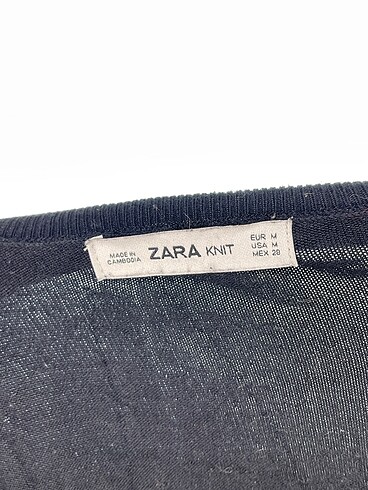 MADE IN
CAMBODIA
ZARA KNIT
EUR M
USA M
MEX 28